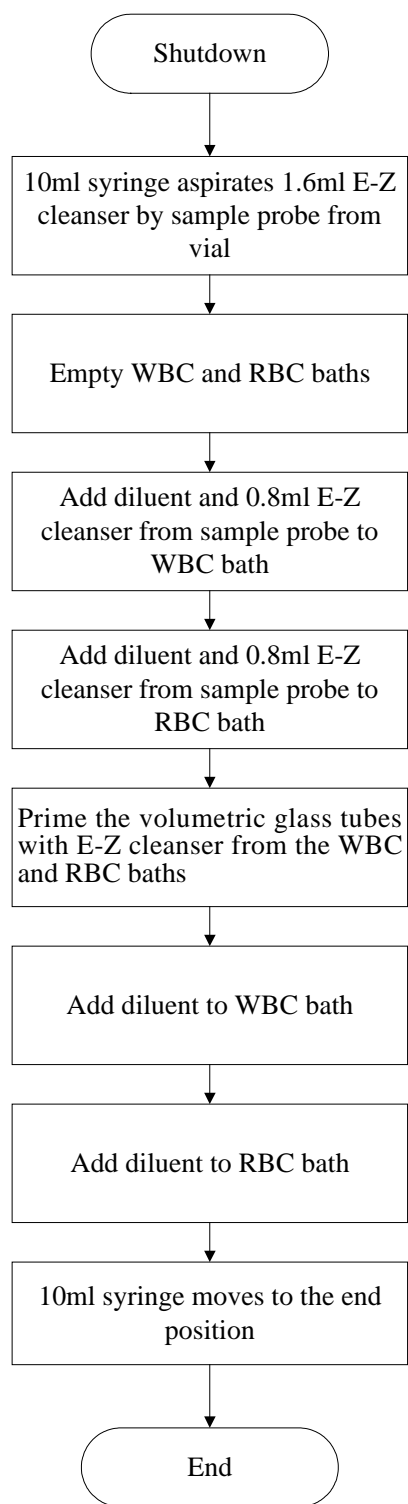 Shutdown
10ml syringe aspirates 1.6ml E-Z
cleanser by sample probe from
vial
Empty WBC and RBC baths
Add diluent and 0.8ml E-Z
cleanser from sample probe to
WBC bath
Add diluent and 0.8ml E-Z
cleanser from sample probe to
RBC bath
Prime the volumetric glass tubes
with E-Z cleanser from the WBC
and RBC baths
Add diluent to WBC bath
Add diluent to RBC bath
10ml syringe moves to the end
position
End